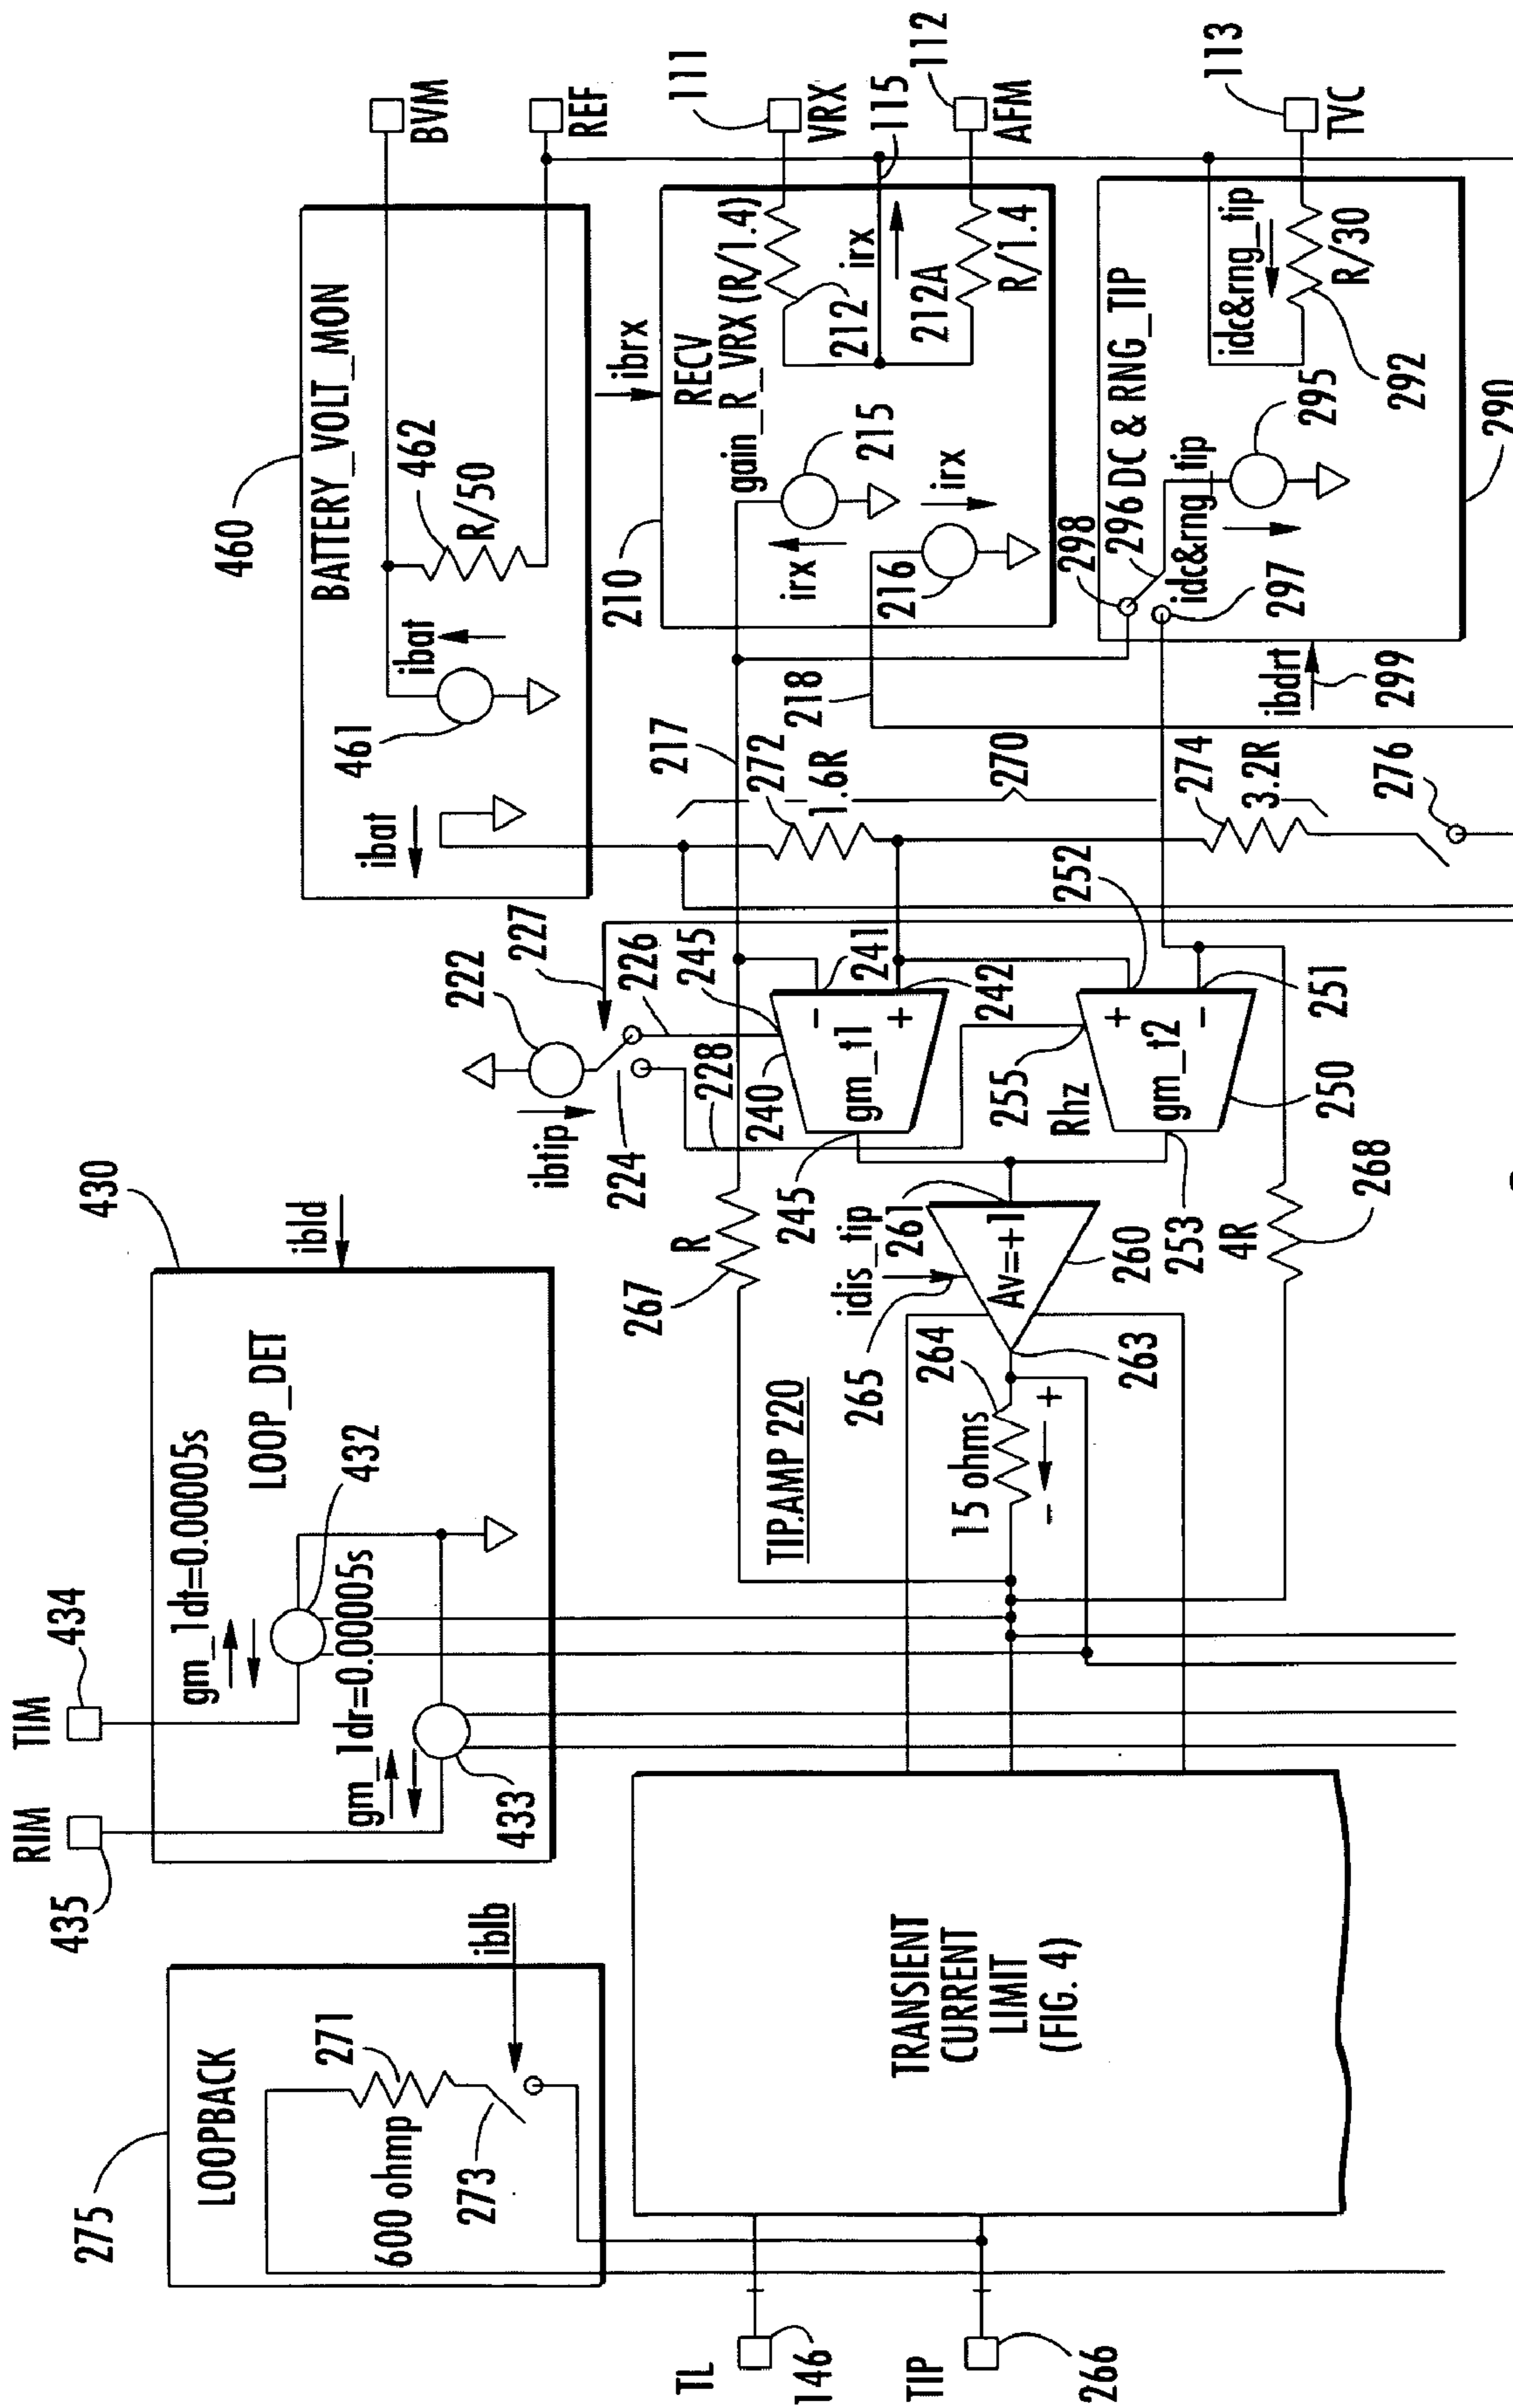 RIM
435
TIM
434
430
LOOP_DET
gm_1dt=0.00005s
432
gm_1dr=0.00005s
433
ibld
275
LOOPBACK
271
600 ohmp
273
iblb
460
BATTERY_VOLT_MON
ibat
461
ibat
462
R/50
BVM
REF
ibrx
210
RECV
gain_R_VRX (R/1.4)
irx
215
216
irx
212
irx
212A
R/1.4
111
VRX
115
112
AFM
113
TVC
DC & RNG_TIP
296
298
297
idc&rng_tip
295
idc&rng_tip
R/30
292
290
ibdrt
299
217
218
272
1.6R
270
274
3.2R
276
222
227
226
ibtip
224
228
245
241
240
gm_t1
-
+
242
245
252
255
Rhz
gm_t2
+
-
251
250
253
4R
268
R
267
TIP.AMP 220
idis_tip
261
265
Av=+1
260
264
263
15 ohms
-
+
TRANSIENT
CURRENT
LIMIT
(FIG. 4)
TL
146
TIP
266